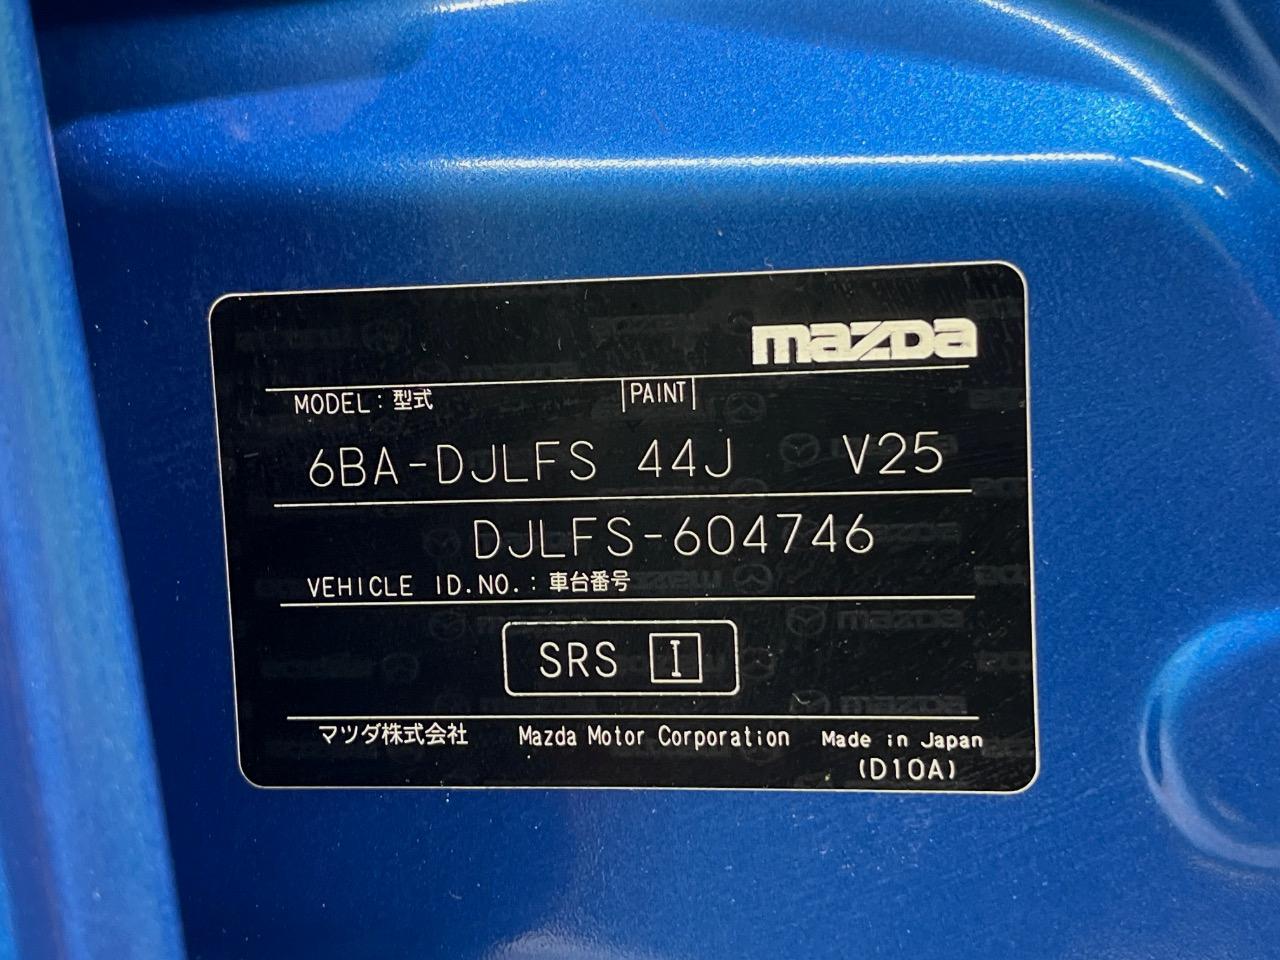 mazda
MODEL：型式 PAINT
6BA-DJLFS 44J V25
DJLFS-604746
VEHICLE ID.NO.：車台番号
SRS I
マツダ株式会社 Mazda Motor Corporation Made in Japan
(D10A)